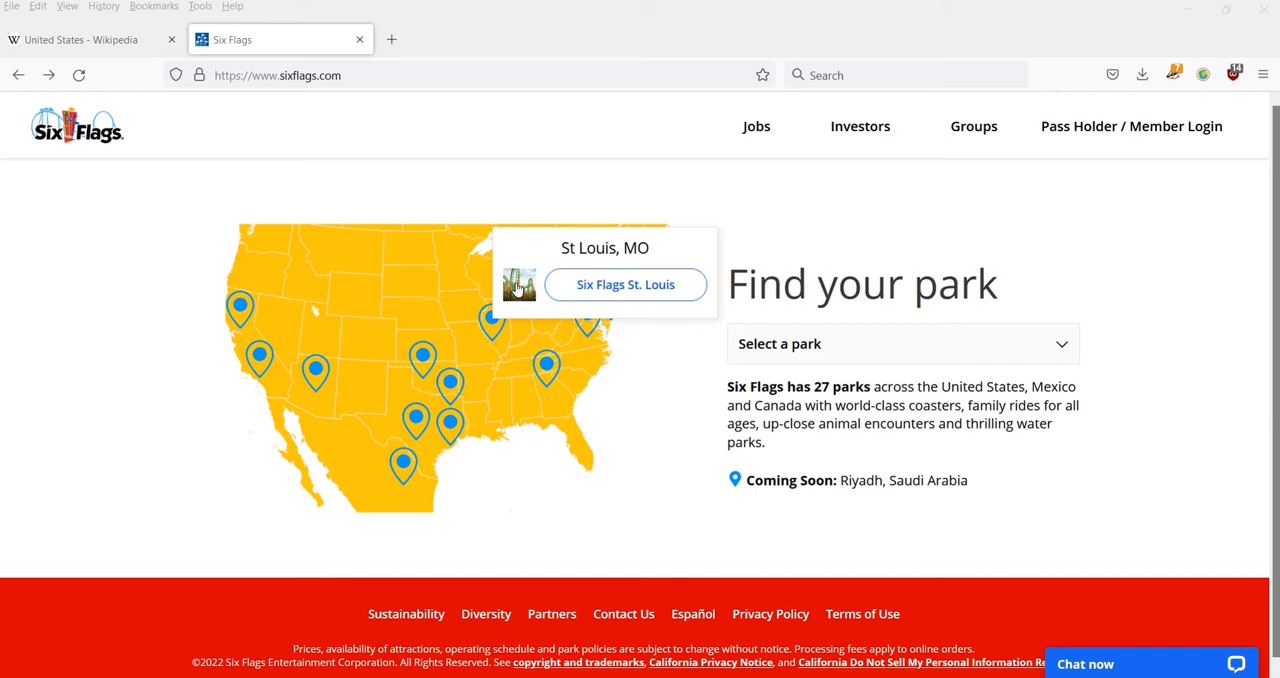 File Edit View History Bookmarks Tools Help
W United States - Wikipedia
Six Flags
https://www.sixflags.com
Search
7
14
Six Flags
Jobs
Investors
Groups
Pass Holder / Member Login
St Louis, MO
Six Flags St. Louis
Find your park
Select a park
Six Flags has 27 parks across the United States, Mexico
and Canada with world-class coasters, family rides for all
ages, up-close animal encounters and thrilling water
parks.
Coming Soon: Riyadh, Saudi Arabia
Sustainability Diversity Partners Contact Us Español Privacy Policy Terms of Use
Prices, availability of attractions, operating schedule and park policies are subject to change without notice. Processing fees apply to online orders.
©2022 Six Flags Entertainment Corporation. All Rights Reserved. See copyright and trademarks, California Privacy Notice, and California Do Not Sell My Personal Information Re
Chat now